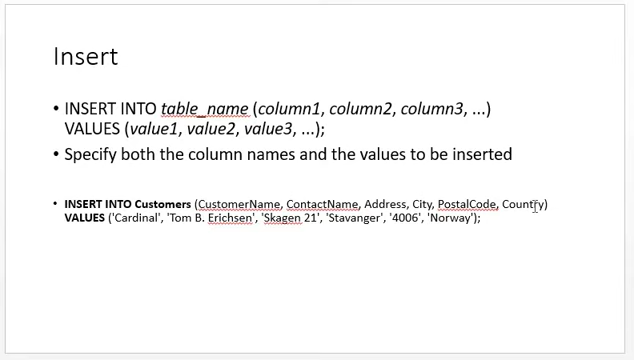 Insert
• INSERT INTO table_name (column1, column2, column3, ...)
VALUES (value1, value2, value3, ...);
• Specify both the column names and the values to be inserted
• INSERT INTO Customers (CustomerName, ContactName, Address, City, PostalCode, Country)
VALUES ('Cardinal', 'Tom B. Erichsen', 'Skagen 21', 'Stavanger', '4006', 'Norway');